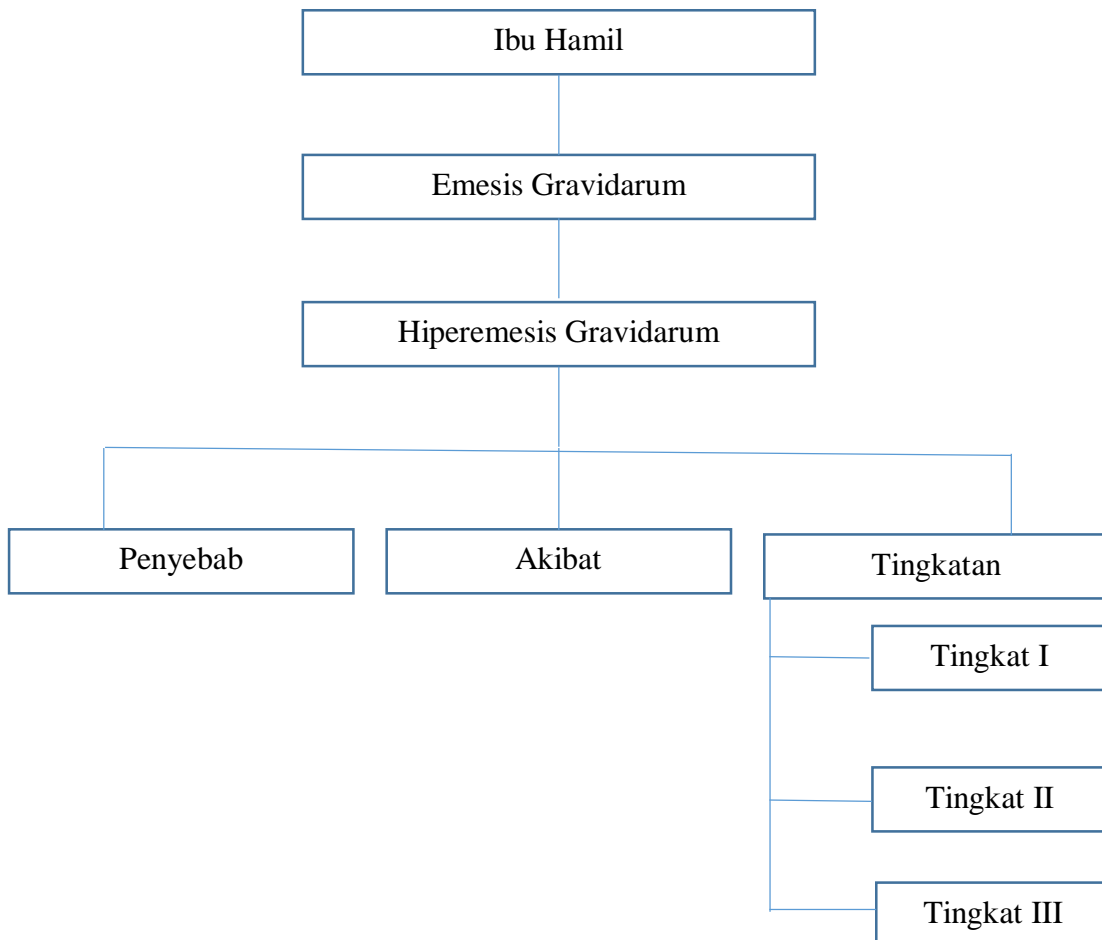 Ibu Hamil
Emesis Gravidarum
Hiperemesis Gravidarum
Penyebab
Akibat
Tingkatan
Tingkat I
Tingkat II
Tingkat III